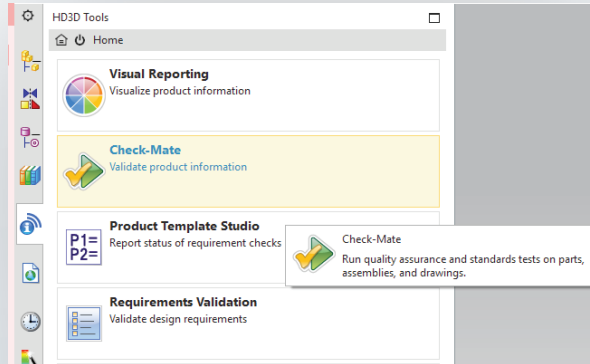 HD3D Tools
Home
Visual Reporting
Visualize product information
Check-Mate
Validate product information
Product Template Studio
P1=
P2=
Report status of requirement checks
Check-Mate
Run quality assurance and standards tests on parts,
assemblies, and drawings.
Requirements Validation
Validate design requirements